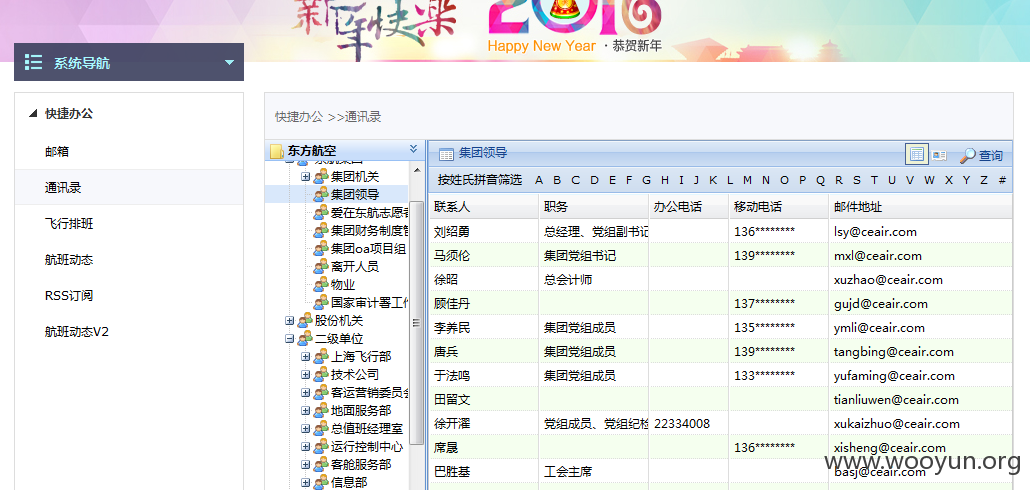 新年快樂
2016
Happy New Year · 恭贺新年
系统导航
快捷办公
邮箱
通讯录
飞行排班
航班动态
RSS订阅
航班动态V2
快捷办公 >>通讯录
东方航空
东航集团
集团机关
集团领导
爱在东航志愿者
集团财务制度管
集团oa项目组
离开人员
物业
国家审计署工作
股份机关
二级单位
上海飞行部
技术公司
客运营销委员会
地面服务部
总值班经理室
运行控制中心
客舱服务部
信息部
集团领导
查询
按姓氏拼音筛选 A B C D E F G H I J K L M N O P Q R S T U V W X Y Z #
联系人 职务 办公电话 移动电话 邮件地址
刘绍勇 总经理、党组副书记 136******** lsy@ceair.com
马须伦 集团党组书记 139******** mxl@ceair.com
徐昭 总会计师 xuzhao@ceair.com
顾佳丹 137******** gujd@ceair.com
李养民 集团党组成员 135******** ymli@ceair.com
唐兵 集团党组成员 139******** tangbing@ceair.com
于法鸣 集团党组成员 133******** yufaming@ceair.com
田留文 tianliuwen@ceair.com
徐开濯 党组成员、党组纪检 22334008 xukaizhuo@ceair.com
席晟 136******** xisheng@ceair.com
巴胜基 工会主席 basj@ceair.com
www.wooyun.org